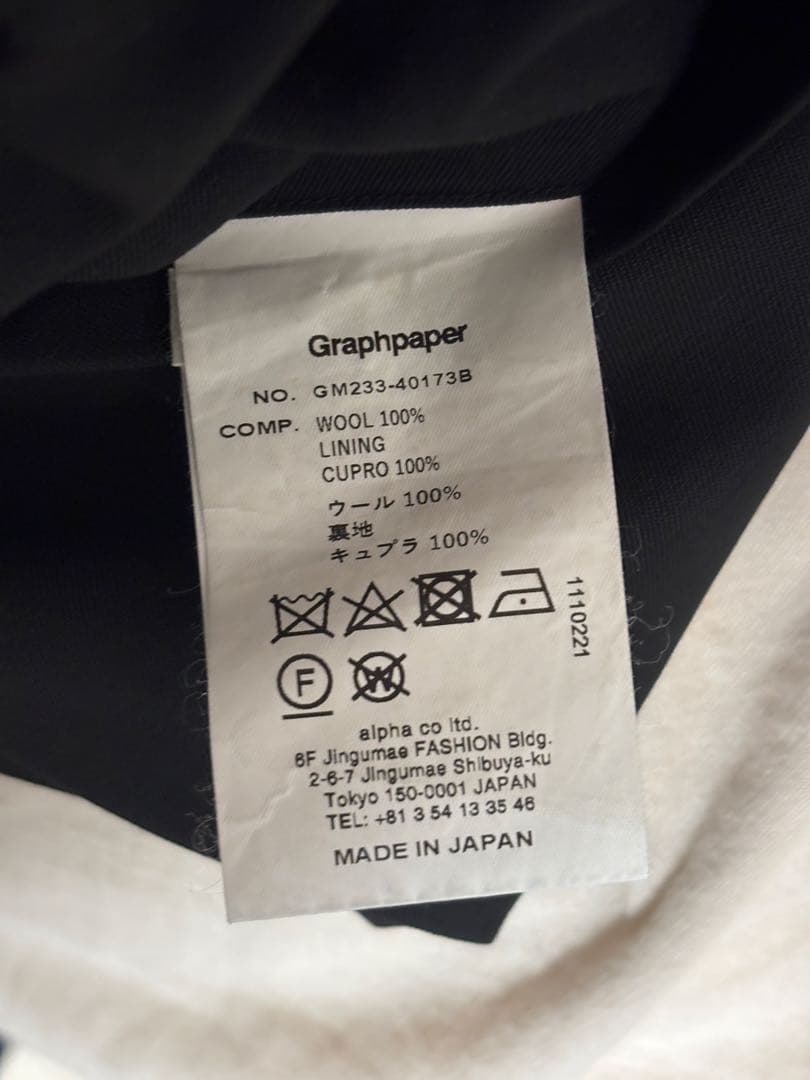 Graphpaper
NO. GM233-40173B
COMP. WOOL 100%
LINING
CUPRO 100%
ウール 100%
裏地
キュプラ 100%
1110221
F
W
alpha co ltd.
6F Jingumae FASHION Bldg.
2-6-7 Jingumae Shibuya-ku
Tokyo 150-0001 JAPAN
TEL: +81 3 54 13 35 46
MADE IN JAPAN